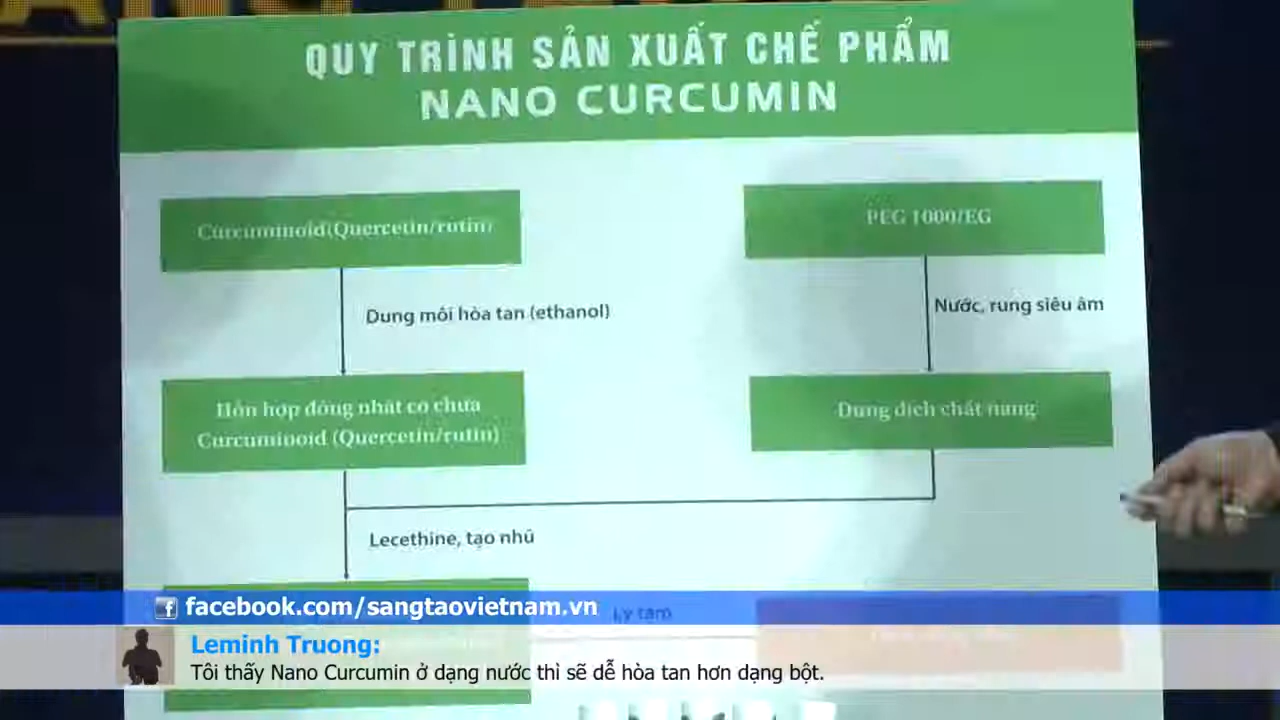 QUY TRÌNH SẢN XUẤT CHẾ PHẨM
NANO CURCUMIN
Curcuminoid(Quercetin/rutin)
PEG 1000/EG
Dung môi hòa tan (ethanol)
Nước, rung siêu âm
Hỗn hợp đồng nhất có chứa
Curcuminoid (Quercetin/rutin)
Dung dịch chất nang
Lecethine, tạo nhũ
Ly tâm
facebook.com/sangtaovietnam.vn
Leminh Truong:
Tôi thấy Nano Curcumin ở dạng nước thì sẽ dễ hòa tan hơn dạng bột.